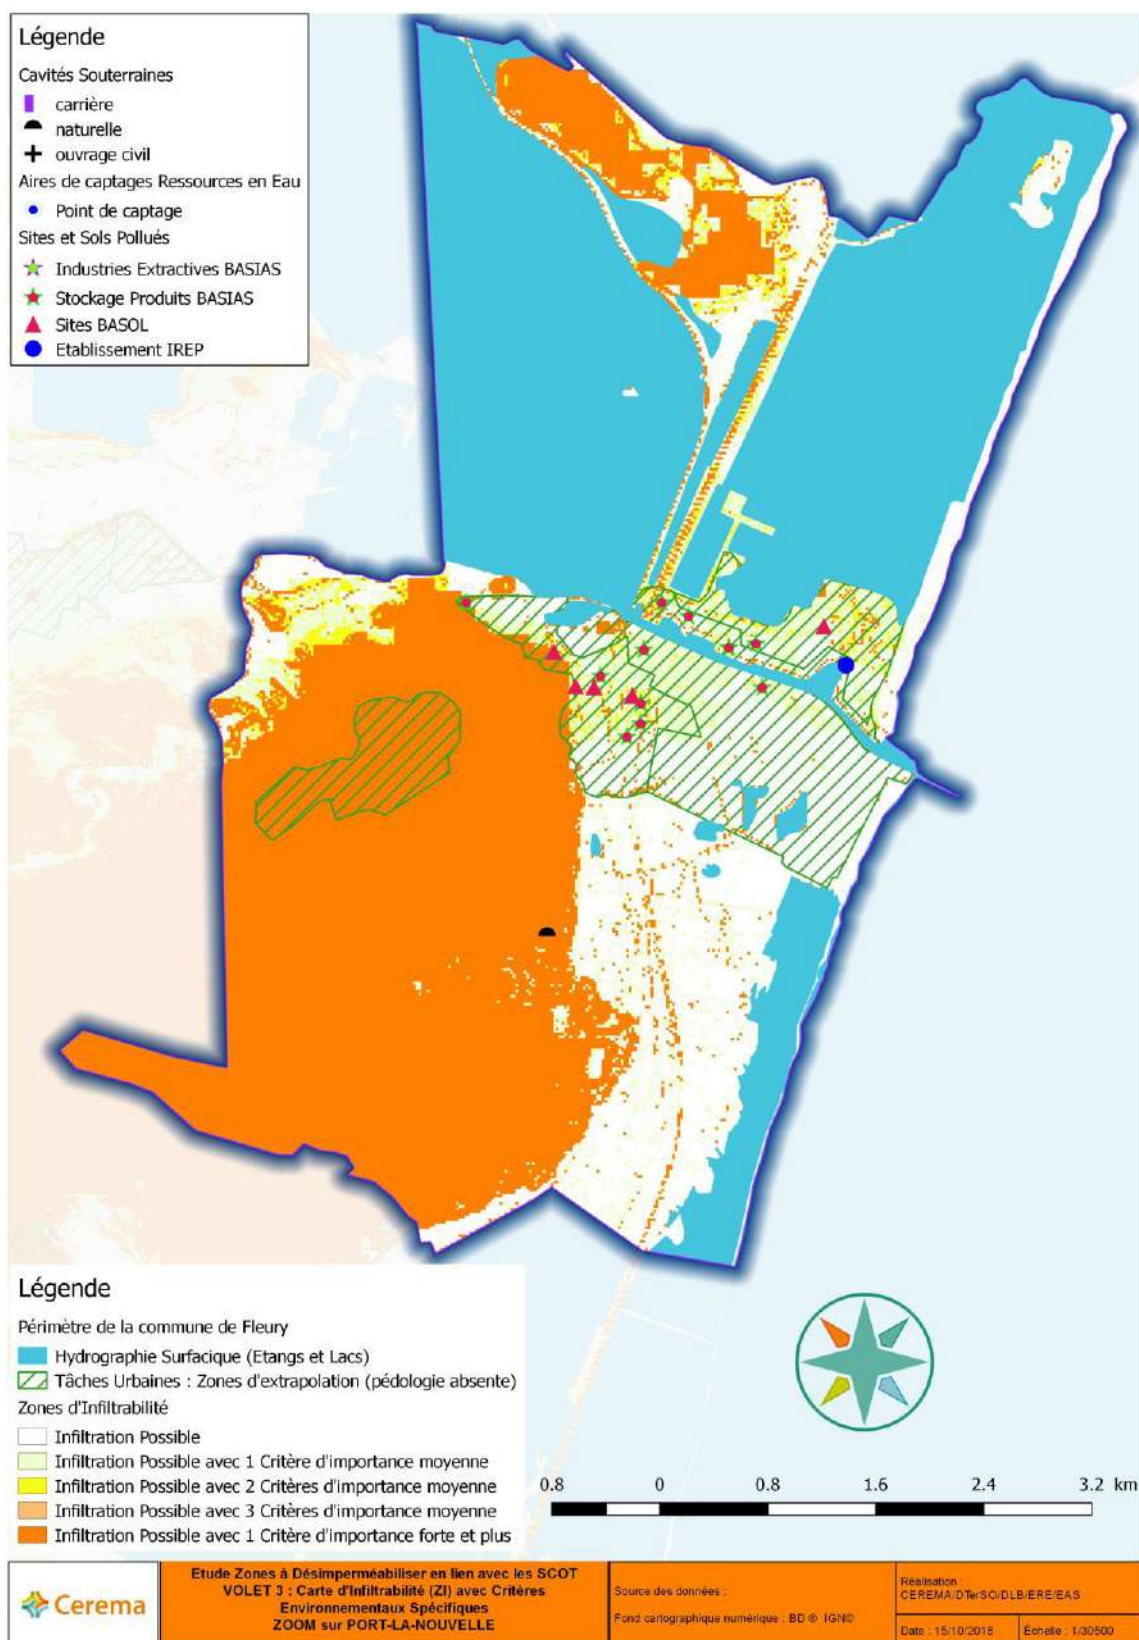 Légende
Cavités Souterraines
carrière
naturelle
ouvrage civil
Aires de captages Ressources en Eau
Point de captage
Sites et Sols Pollués
Industries Extractives BASIAS
Stockage Produits BASIAS
Sites BASOL
Etablissement IREP
Légende
Périmètre de la commune de Fleury
Hydrographie Surfacique (Etangs et Lacs)
Tâches Urbaines : Zones d'extrapolation (pédologie absente)
Zones d'Infiltrabilité
Infiltration Possible
Infiltration Possible avec 1 Critères d'importance moyenne
Infiltration Possible avec 2 Critères d'importance moyenne
Infiltration Possible avec 3 Critères d'importance moyenne
Infiltration Possible avec 1 Critère d'importance forte et plus
0.8 0 0.8 1.6 2.4 3.2 km
Cerema
Etude Zones à Désimperméabiliser en lien avec les SCOT
VOLET 3 : Carte d'Infiltrabilité (ZI) avec Critères
Environnementaux Spécifiques
ZOOM sur PORT-LA-NOUVELLE
Source des données :
Fond cartographique numérique : BD ® IGN©
Réalisation :
CEREMA/DTerSO/DLB/ERE/EAS
Date : 15/10/2018
Échelle : 1/30500